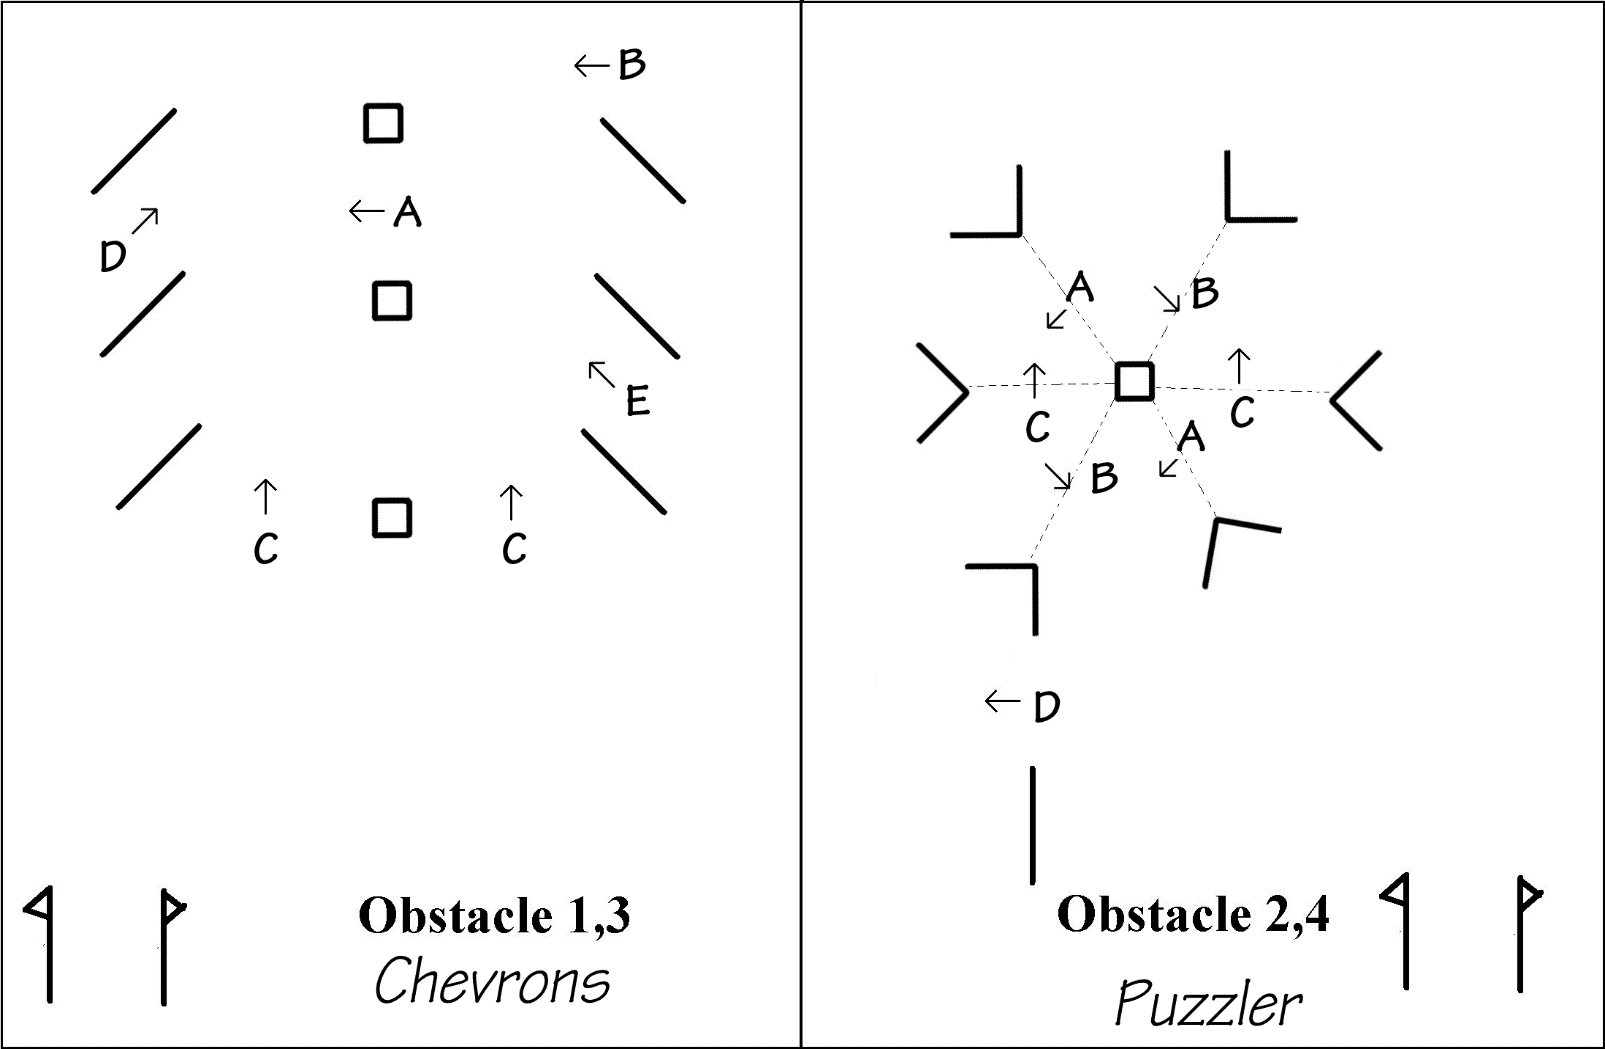 B
A
D
E
C
C
Obstacle 1,3
Chevrons
A
B
C
C
A
B
D
Obstacle 2,4
Puzzler